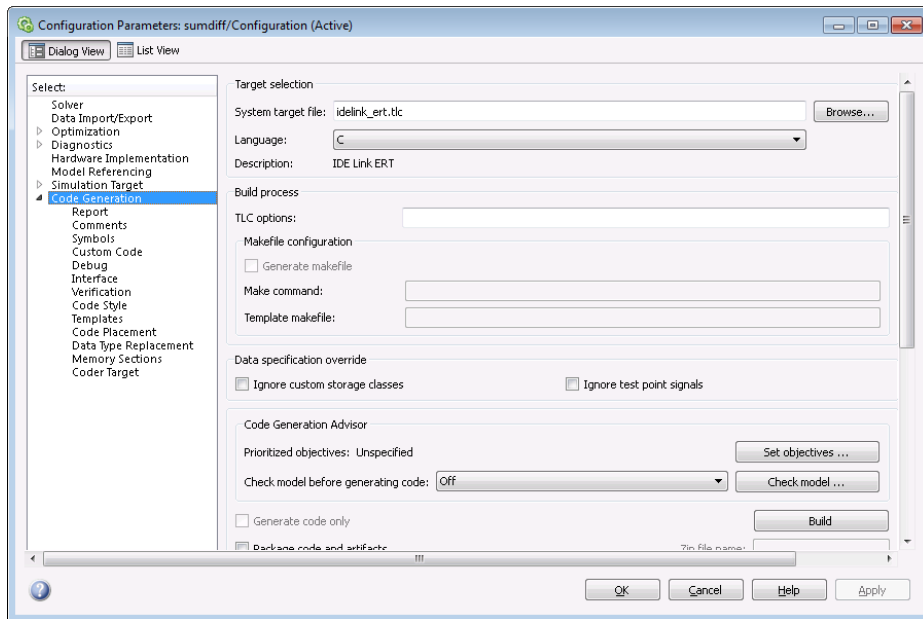 Configuration Parameters: sumdiff/Configuration (Active)
Dialog View List View
Select:
Solver
Data Import/Export
Optimization
Diagnostics
Hardware Implementation
Model Referencing
Simulation Target
Code Generation
Report
Comments
Symbols
Custom Code
Debug
Interface
Verification
Code Style
Templates
Code Placement
Data Type Replacement
Memory Sections
Coder Target
Target selection
System target file: idelink_ert.tlc Browse...
Language: C
Description: IDE Link ERT
Build process
TLC options:
Makefile configuration
Generate makefile
Make command:
Template makefile:
Data specification override
Ignore custom storage classes Ignore test point signals
Code Generation Advisor
Prioritized objectives: Unspecified Set objectives ...
Check model before generating code: Off Check model ...
Generate code only Build
Package code and artifacts Zip file name:
OK Cancel Help Apply